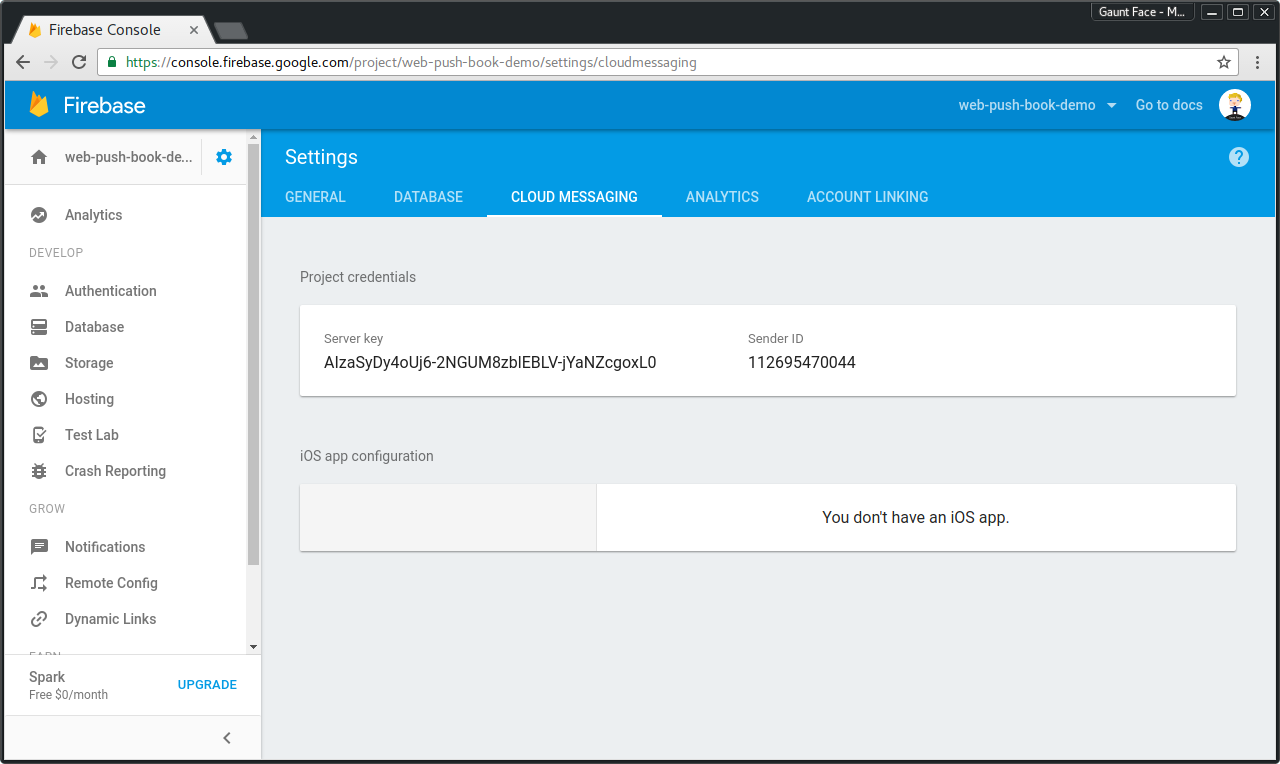 Gaunt Face - M...
Firebase Console
https://console.firebase.google.com/project/web-push-book-demo/settings/cloudmessaging
Firebase
web-push-book-demo
Go to docs
web-push-book-de...
Settings
GENERAL
DATABASE
CLOUD MESSAGING
ANALYTICS
ACCOUNT LINKING
Analytics
DEVELOP
Authentication
Database
Storage
Hosting
Test Lab
Crash Reporting
GROW
Notifications
Remote Config
Dynamic Links
EARN
Spark
Free $0/month
UPGRADE
Project credentials
Server key
AIzaSyDy4oUj6-2NGUM8zbIEBLV-jYaNZcgoxL0
Sender ID
112695470044
iOS app configuration
You don't have an iOS app.